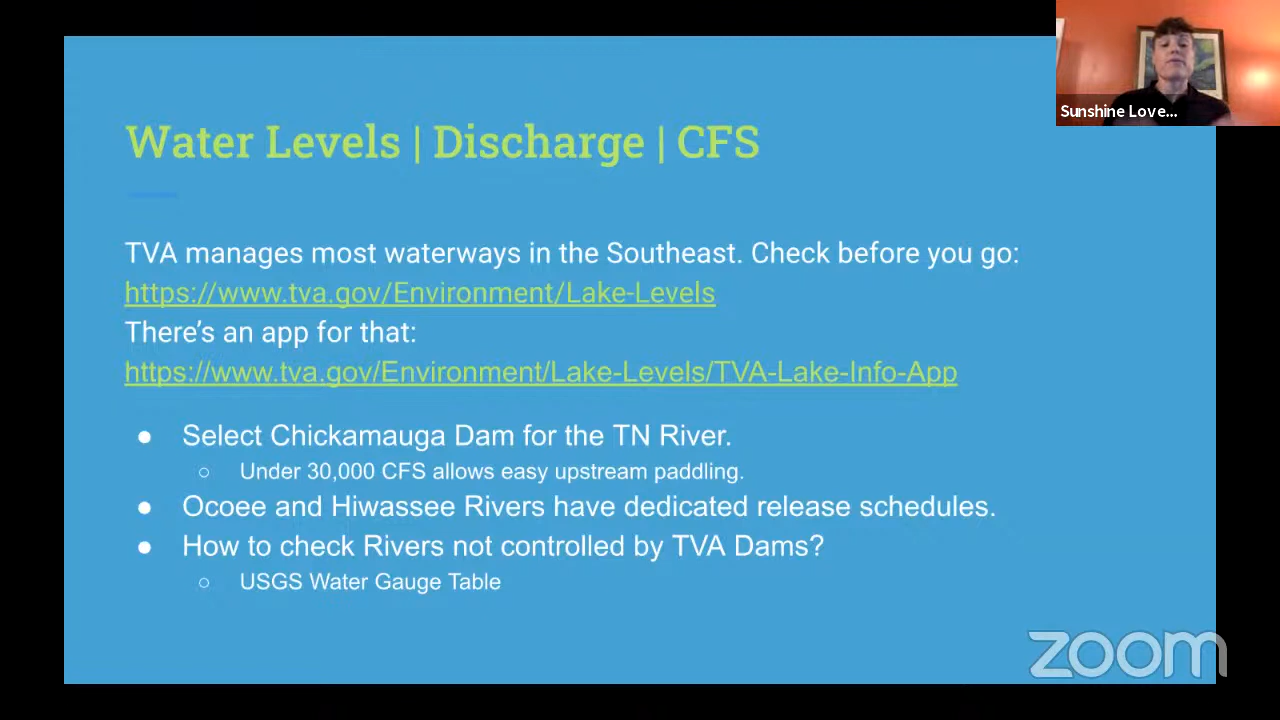 Sunshine Love...
Water Levels | Discharge | CFS
TVA manages most waterways in the Southeast. Check before you go:
https://www.tva.gov/Environment/Lake-Levels
There’s an app for that:
https://www.tva.gov/Environment/Lake-Levels/TVA-Lake-Info-App
● Select Chickamauga Dam for the TN River.
○ Under 30,000 CFS allows easy upstream paddling.
● Ocoee and Hiwassee Rivers have dedicated release schedules.
● How to check Rivers not controlled by TVA Dams?
○ USGS Water Gauge Table
zoom